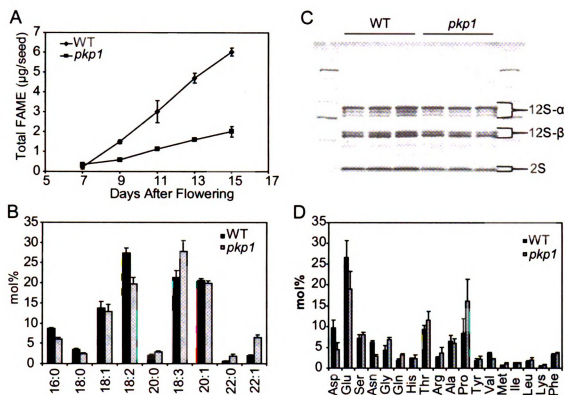 A
Total FAME (µg/seed)
7
6
5
4
3
2
1
0
WT
pkp1
5 7 9 11 13 15 17
Days After Flowering
B
mol%
35
30
25
20
15
10
5
0
WT
pkp1
16:0 18:0 18:1 18:2 20:0 18:3 20:1 22:0 22:1
C
WT pkp1
12S-α
12S-β
2S
D
mol%
35
30
25
20
15
10
5
0
WT
pkp1
Asp Glu Ser Asn Gly Gln His Thr Arg Ala Pro Tyr Val Met Ile Leu Lys Phe